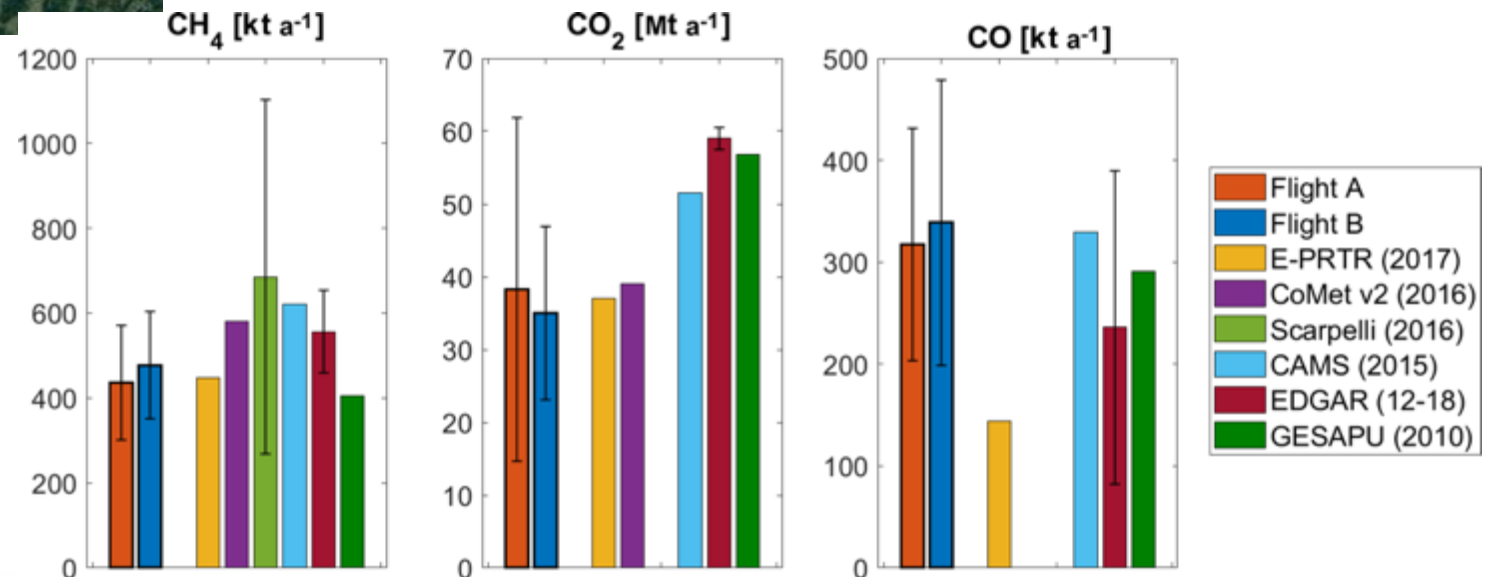 CH4 [kt a-1]
1200
1000
800
600
400
200
0
CO2 [Mt a-1]
70
60
50
40
30
20
10
0
CO [kt a-1]
500
400
300
200
100
0
Flight A
Flight B
E-PRTR (2017)
CoMet v2 (2016)
Scarpelli (2016)
CAMS (2015)
EDGAR (12-18)
GESAPU (2010)